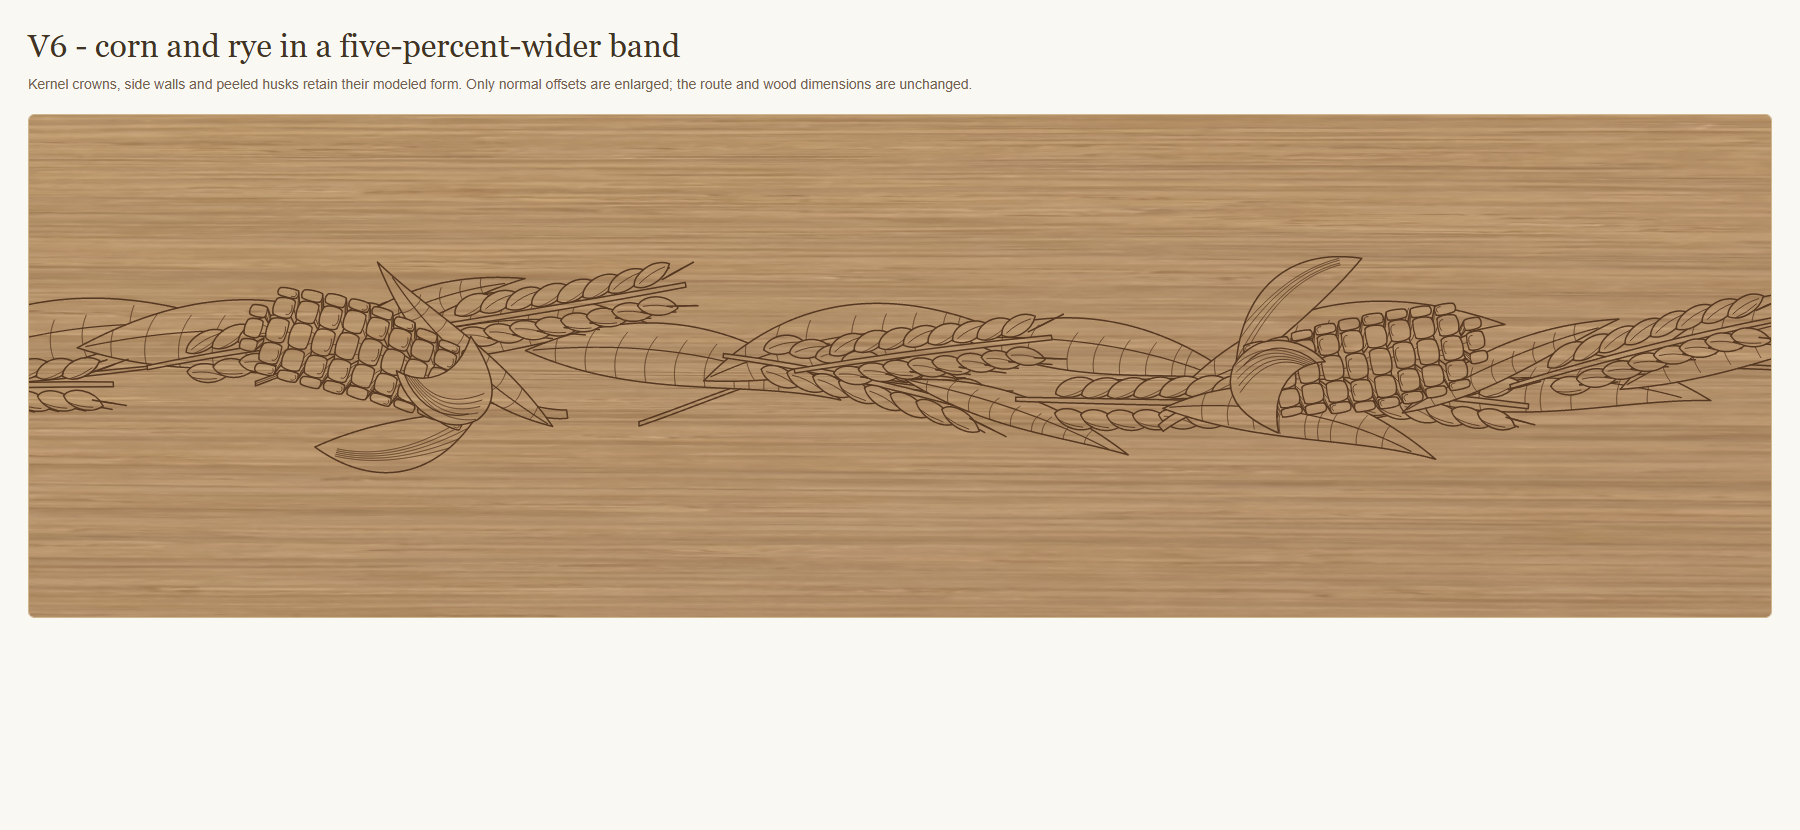 V6 - corn and rye in a five-percent-wider band
Kernel crowns, side walls and peeled husks retain their modeled form. Only normal offsets are enlarged; the route and wood dimensions are unchanged.